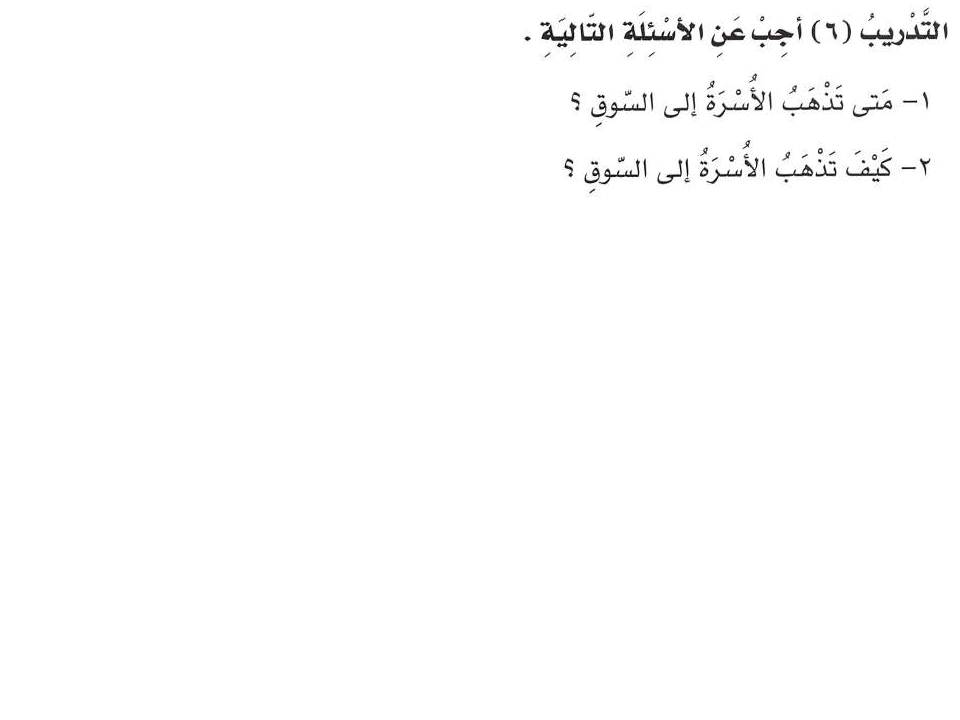 التَّدْريبُ (٦) أجِبْ عَنِ الأسْئِلَةِ التّالِيَةِ .
١- مَتى تَذْهَبُ الأُسْرَةُ إلى السّوقِ ؟
٢- كَيْفَ تَذْهَبُ الأُسْرَةُ إلى السّوقِ ؟